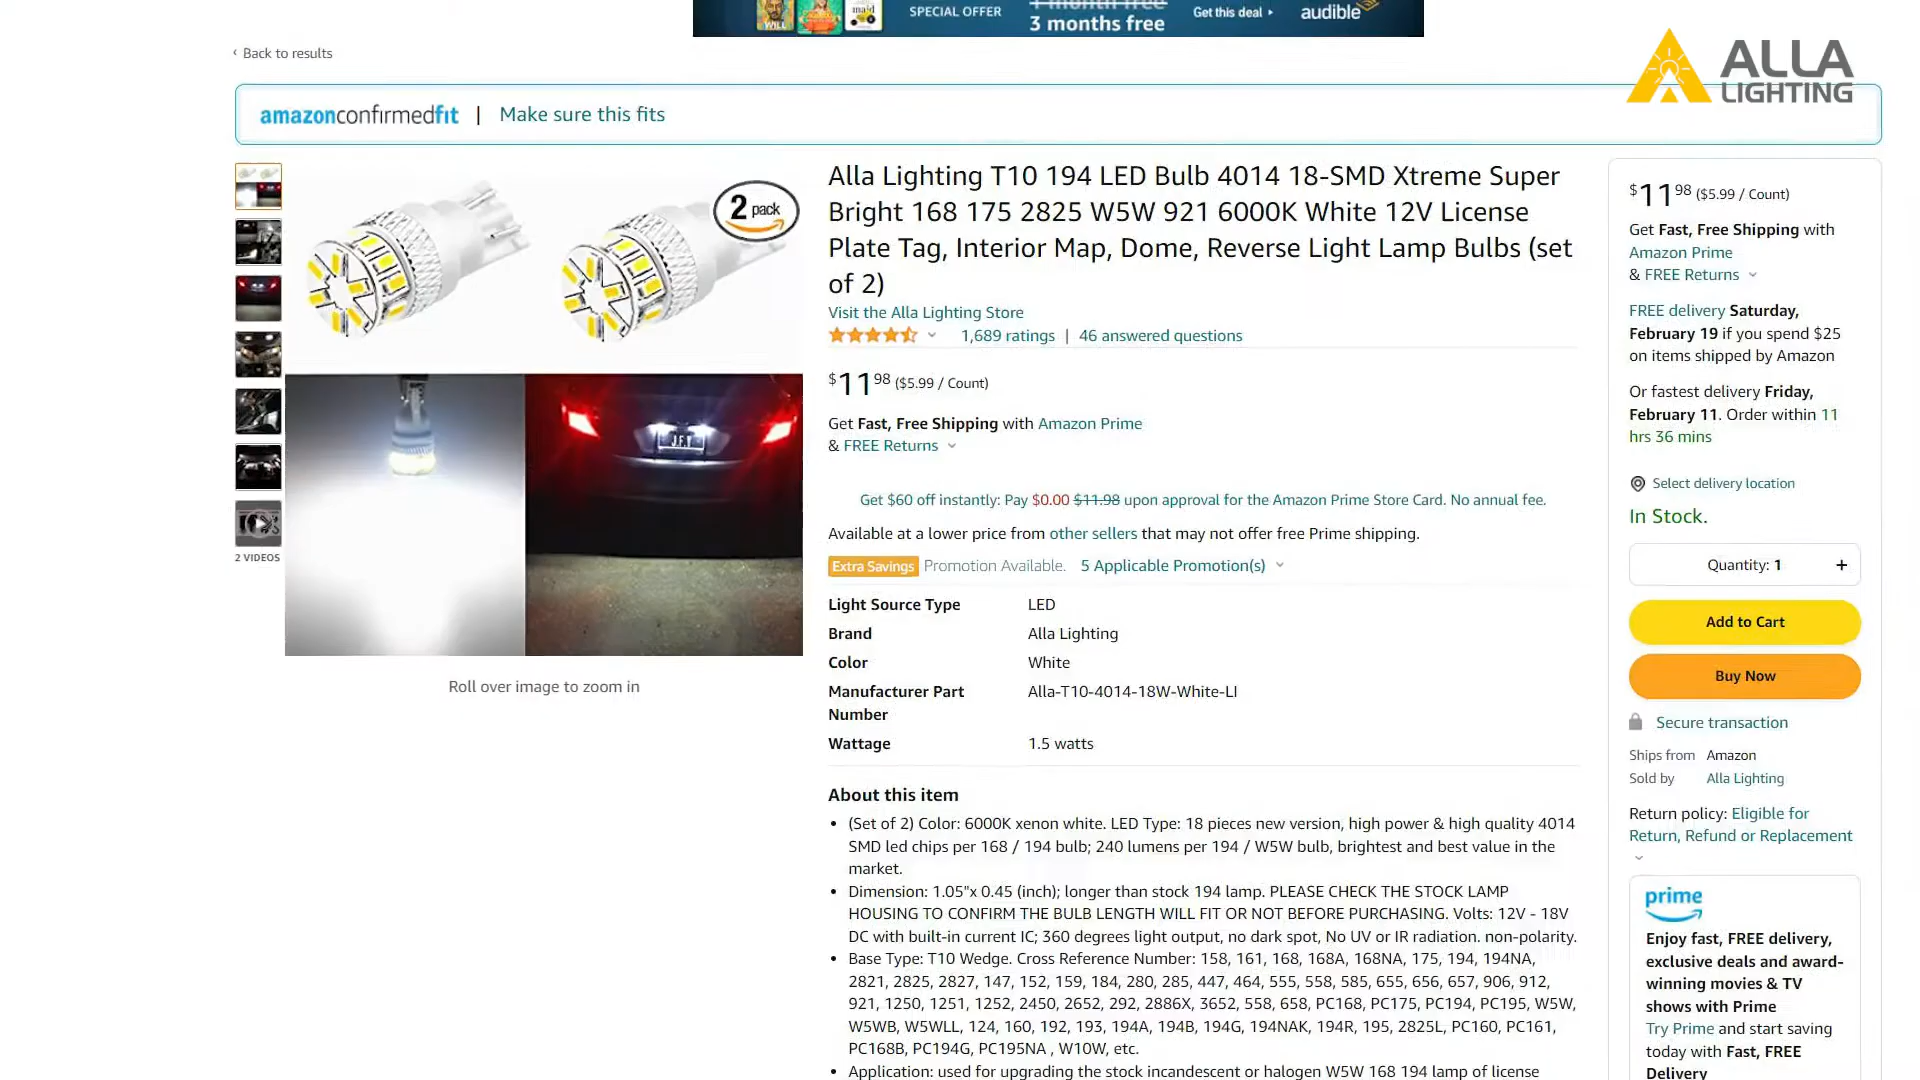 WILL
maid
SPECIAL OFFER
1 month free
3 months free
Get this deal ▸
audible
‹ Back to results
ALLA
LIGHTING
amazonconfirmedfit | Make sure this fits
2 pack
J.F.T
2 VIDEOS
Roll over image to zoom in
Alla Lighting T10 194 LED Bulb 4014 18-SMD Xtreme Super
Bright 168 175 2825 W5W 921 6000K White 12V License
Plate Tag, Interior Map, Dome, Reverse Light Lamp Bulbs (set
of 2)
Visit the Alla Lighting Store
1,689 ratings | 46 answered questions
$1198 ($5.99 / Count)
Get Fast, Free Shipping with Amazon Prime
& FREE Returns
Get $60 off instantly: Pay $0.00 $11.98 upon approval for the Amazon Prime Store Card. No annual fee.
Available at a lower price from other sellers that may not offer free Prime shipping.
Extra Savings Promotion Available. 5 Applicable Promotion(s)
Light Source Type LED
Brand Alla Lighting
Color White
Manufacturer Part Alla-T10-4014-18W-White-LI
Number
Wattage 1.5 watts
About this item
• (Set of 2) Color: 6000K xenon white. LED Type: 18 pieces new version, high power & high quality 4014
SMD led chips per 168 / 194 bulb; 240 lumens per 194 / W5W bulb, brightest and best value in the
market.
• Dimension: 1.05"x 0.45 (inch); longer than stock 194 lamp. PLEASE CHECK THE STOCK LAMP
HOUSING TO CONFIRM THE BULB LENGTH WILL FIT OR NOT BEFORE PURCHASING. Volts: 12V - 18V
DC with built-in current IC; 360 degrees light output, no dark spot, No UV or IR radiation. non-polarity.
• Base Type: T10 Wedge. Cross Reference Number: 158, 161, 168, 168A, 168NA, 175, 194, 194NA,
2821, 2825, 2827, 147, 152, 159, 184, 280, 285, 447, 464, 555, 558, 585, 655, 656, 657, 906, 912,
921, 1250, 1251, 1252, 2450, 2652, 292, 2886X, 3652, 558, 658, PC168, PC175, PC194, PC195, W5W,
W5WB, W5WLL, 124, 160, 192, 193, 194A, 194B, 194G, 194NAK, 194R, 195, 2825L, PC160, PC161,
PC168B, PC194G, PC195NA , W10W, etc.
• Application: used for upgrading the stock incandescent or halogen W5W 168 194 lamp of license
$1198 ($5.99 / Count)
Get Fast, Free Shipping with
Amazon Prime
& FREE Returns
FREE delivery Saturday,
February 19 if you spend $25
on items shipped by Amazon
Or fastest delivery Friday,
February 11. Order within 11
hrs 36 mins
Select delivery location
In Stock.
Quantity: 1 +
Add to Cart
Buy Now
Secure transaction
Ships from Amazon
Sold by Alla Lighting
Return policy: Eligible for
Return, Refund or Replacement
prime
Enjoy fast, FREE delivery,
exclusive deals and award-
winning movies & TV
shows with Prime
Try Prime and start saving
today with Fast, FREE
Delivery